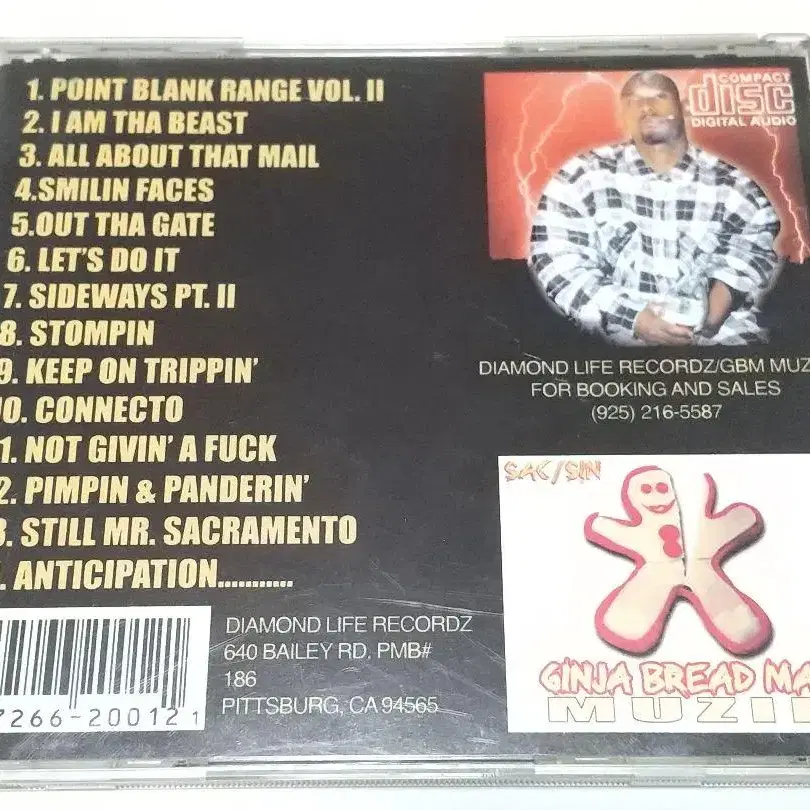 1. POINT BLANK RANGE VOL. II
2. I AM THA BEAST
3. ALL ABOUT THAT MAIL
4.SMILIN FACES
5.OUT THA GATE
6. LET'S DO IT
7. SIDEWAYS PT. II
8. STOMPIN
9. KEEP ON TRIPPIN'
0. CONNECTO
1. NOT GIVIN' A FUCK
2. PIMPIN & PANDERIN'
3. STILL MR. SACRAMENTO
. ANTICIPATION...........
COMPACT
disc
DIGITAL AUDIO
DIAMOND LIFE RECORDZ/GBM MUZ
FOR BOOKING AND SALES
(925) 216-5587
SAC/SIN
GINJA BREAD MA
MUZI
7266-20012 1
DIAMOND LIFE RECORDZ
640 BAILEY RD. PMB#
186
PITTSBURG, CA 94565